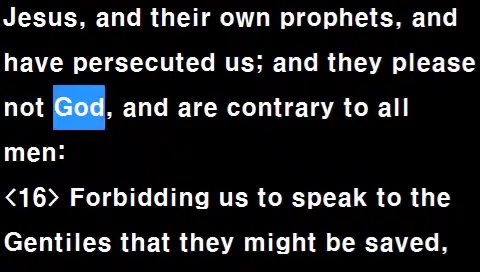 Jesus, and their own prophets, and
have persecuted us; and they please
not God, and are contrary to all
men:
<16> Forbidding us to speak to the
Gentiles that they might be saved,